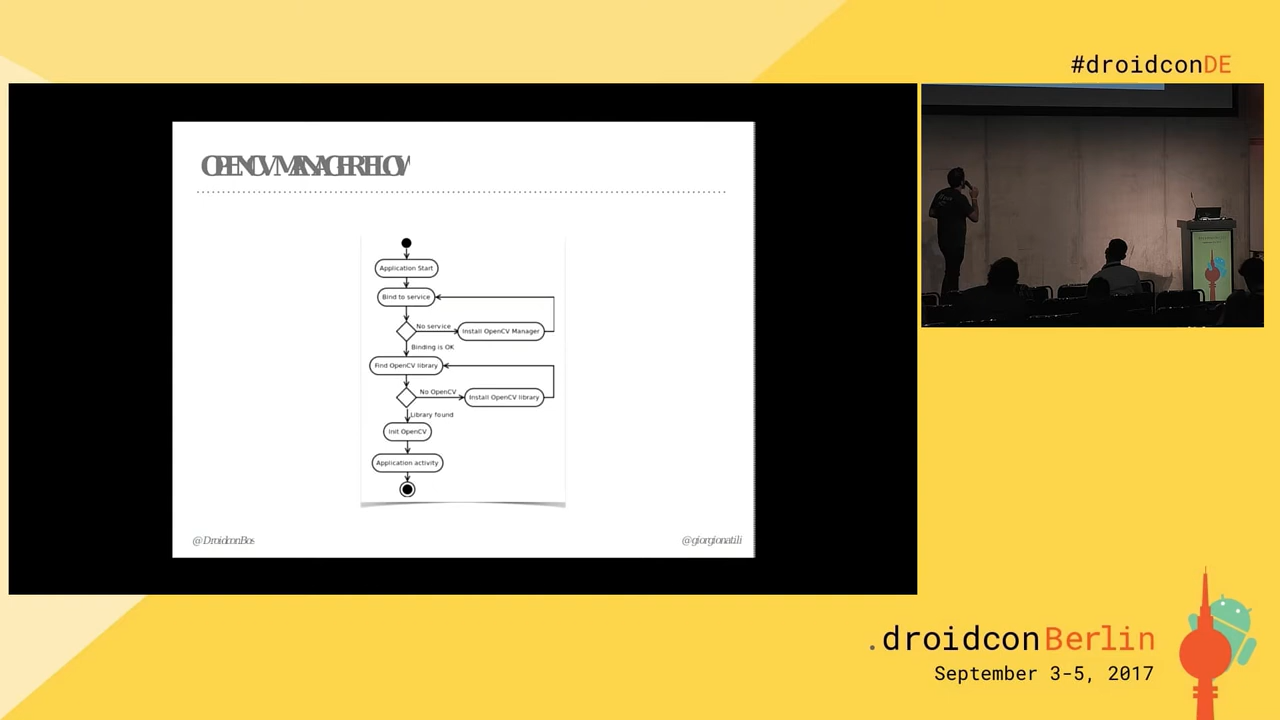 #droidconDE
OPENCV MANAGER FLOW
Application Start
Bind to service
No service
Install OpenCV Manager
Binding is OK
Find OpenCV library
No OpenCV
Install OpenCV library
Library found
Init OpenCV
Application activity
@DroidconBos
@giorgionatili
.droidconBerlin
September 3-5, 2017